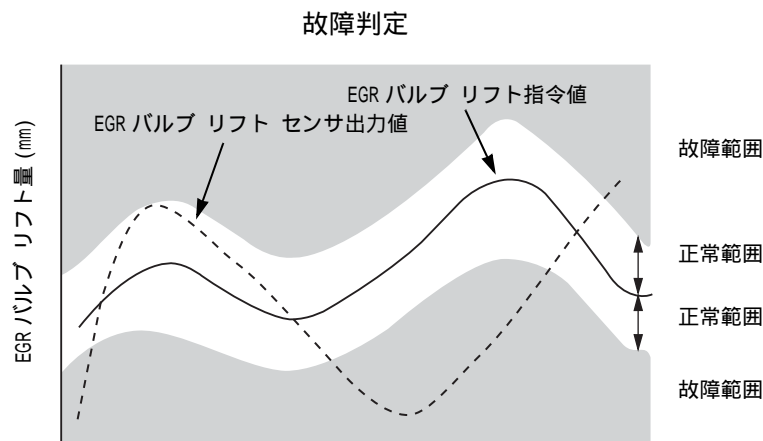 故障判定
EGR バルブ リフト指令値
EGR バルブ リフト センサ出力値
EGR バルブ リフト量 (㎜)
故障範囲
正常範囲
正常範囲
故障範囲